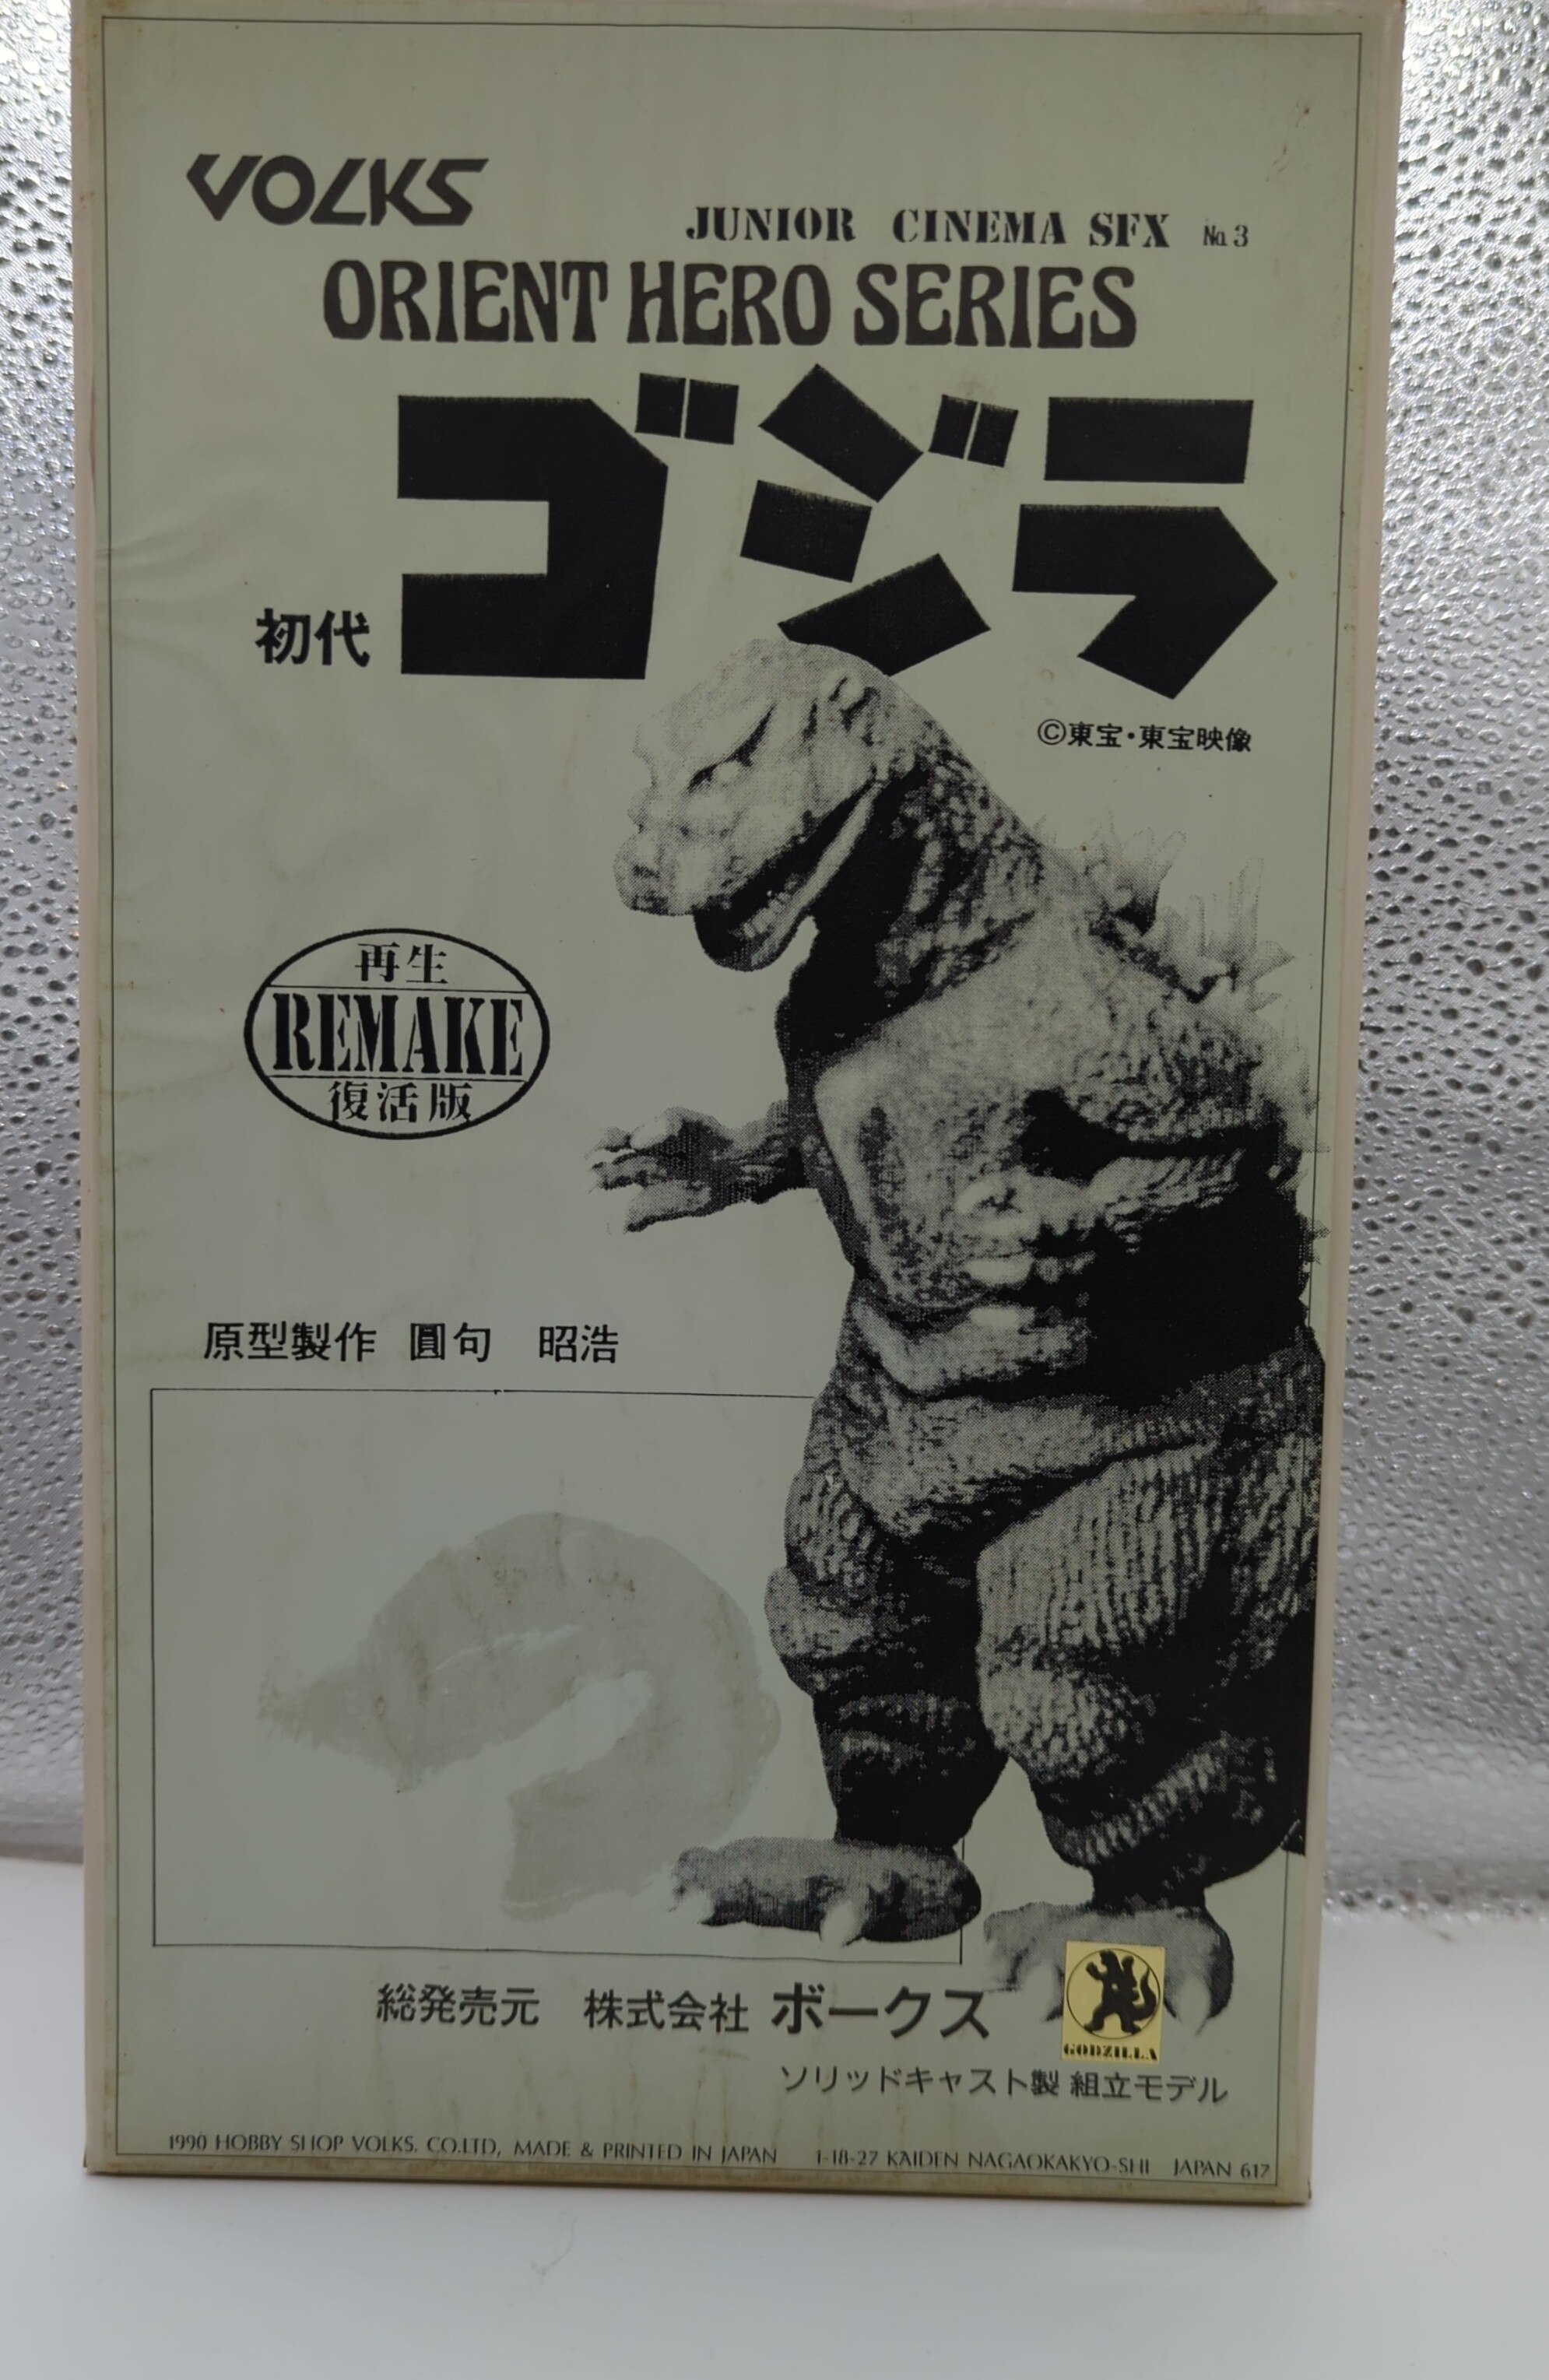 VOLKS
JUNIOR CINEMA SFX No.3
ORIENT HERO SERIES
初代 ゴジラ
©東宝・東宝映像
再生
REMAKE
復活版
原型製作 圓句 昭浩
総発売元 株式会社 ボークス
GODZILLA
ソリッドキャスト製 組立モデル
1990 HOBBY SHOP VOLKS. CO.LTD, MADE & PRINTED IN JAPAN 1-18-27 KAIDEN NAGAOKAKYO-SHI JAPAN 617